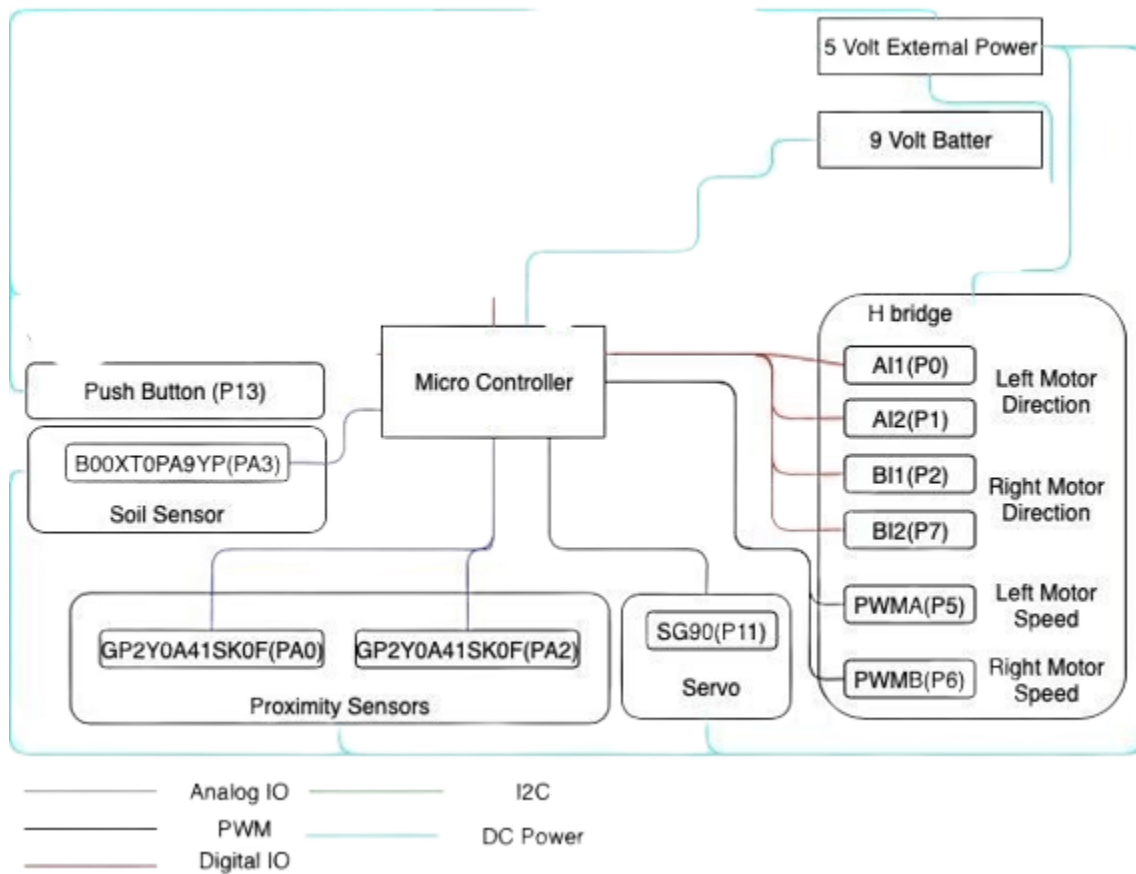 5 Volt External Power
9 Volt Batter
H bridge
Micro Controller
AI1(P0)
Left Motor
Direction
AI2(P1)
Push Button (P13)
B00XT0PA9YP(PA3)
Soil Sensor
BI1(P2)
Right Motor
Direction
BI2(P7)
PWMA(P5)
Left Motor
Speed
GP2Y0A41SK0F(PA0)
GP2Y0A41SK0F(PA2)
Proximity Sensors
SG90(P11)
Servo
PWMB(P6)
Right Motor
Speed
Analog IO
I2C
PWM
DC Power
Digital IO